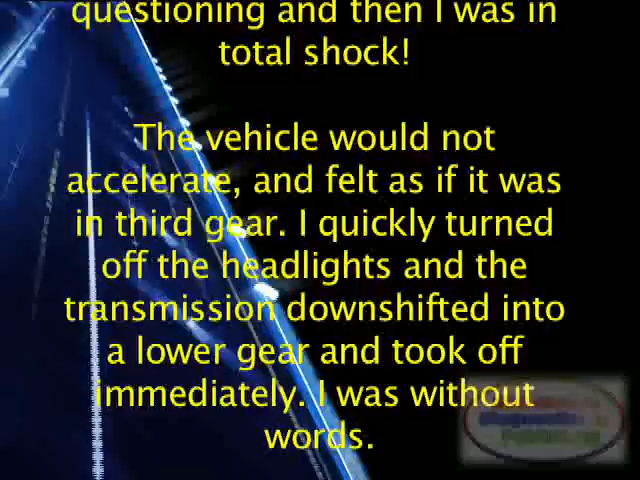 questioning and then I was in
total shock!
The vehicle would not
accelerate, and felt as if it was
in third gear. I quickly turned
off the headlights and the
transmission downshifted into
a lower gear and took off
immediately. I was without
words.